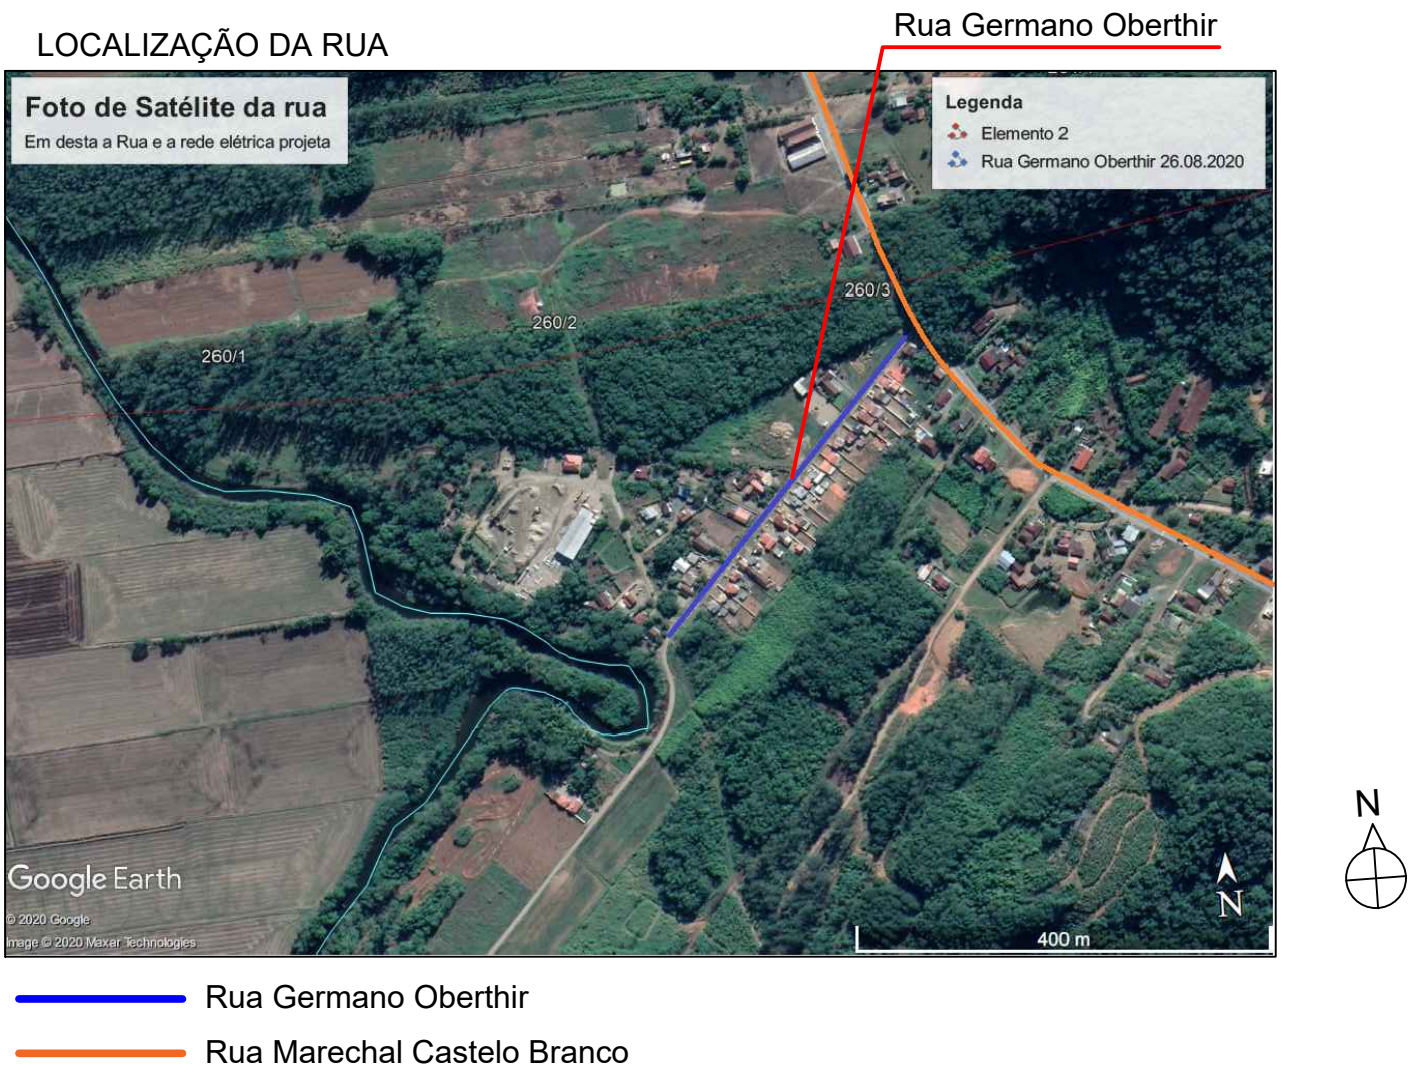 Rua Germano Oberthir
LOCALIZAÇÃO DA RUA
Foto de Satélite da rua
Em desta a Rua e a rede elétrica projeta
Legenda
Elemento 2
Rua Germano Oberthir 26.08.2020
260/3
260/2
260/1
Google Earth
© 2020 Google
Image © 2020 Maxar Technologies
N
400 m
N
Rua Germano Oberthir
Rua Marechal Castelo Branco